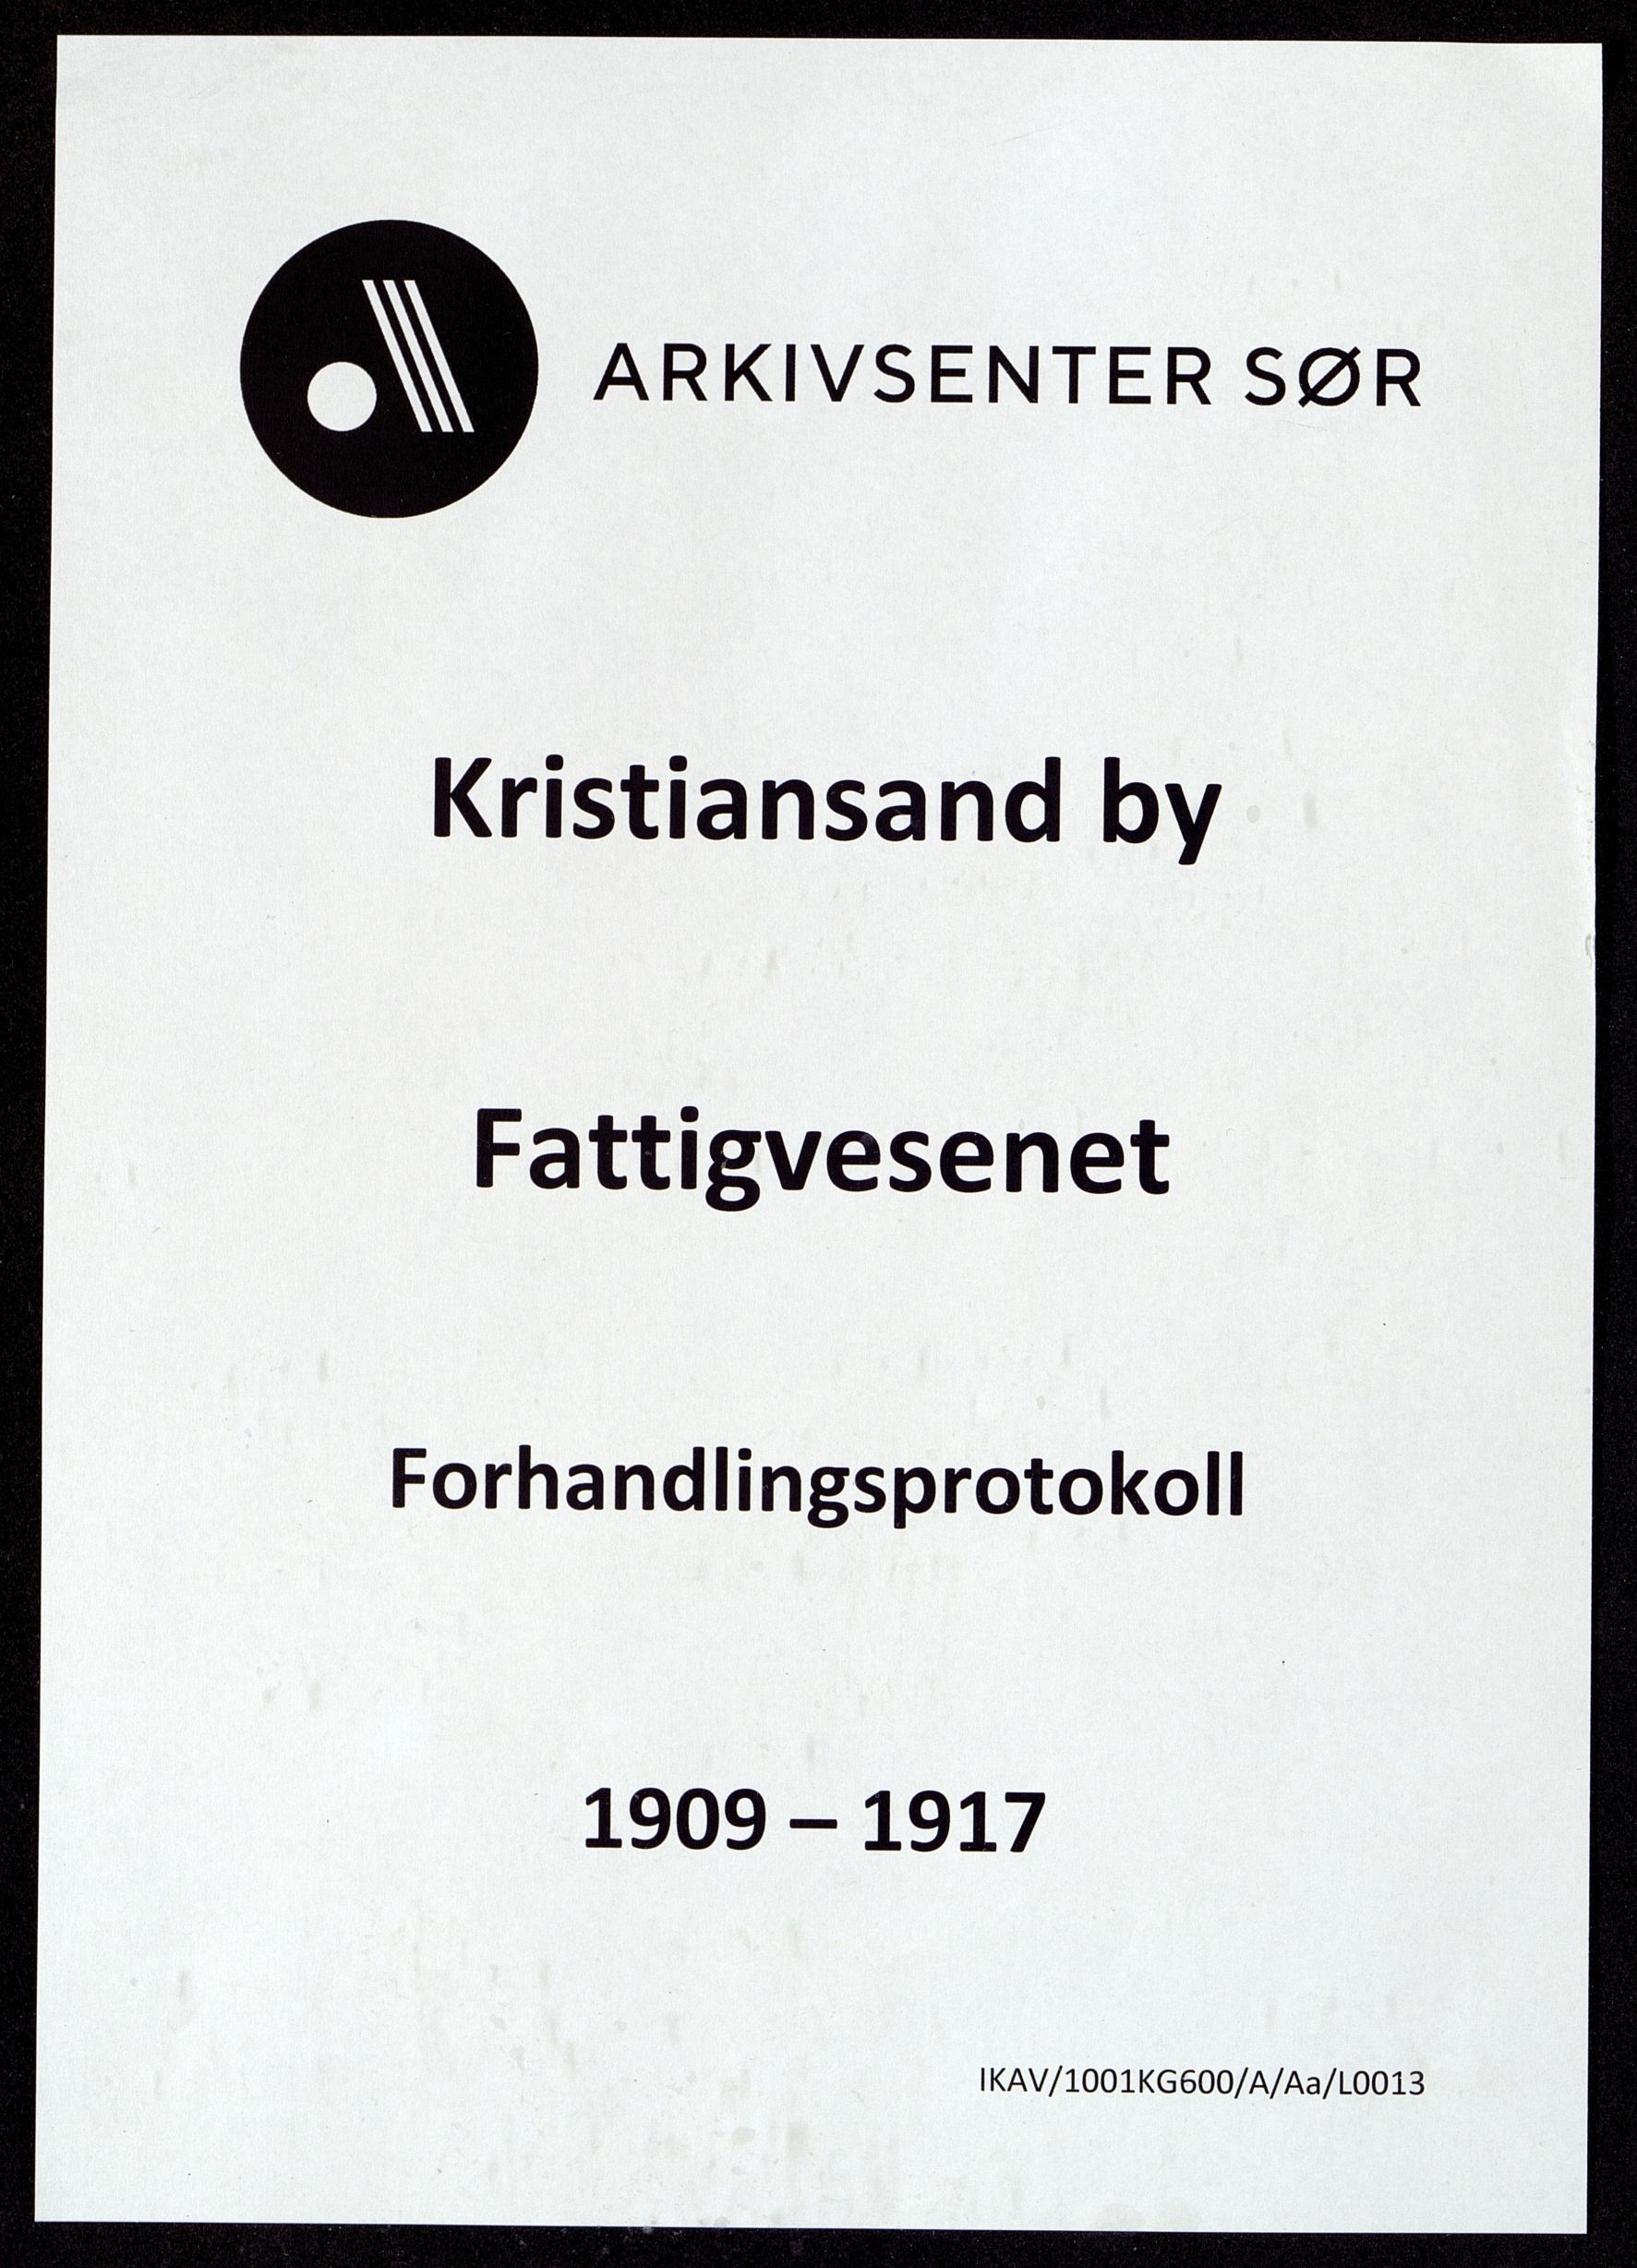 ARKIVSENTER SØR
Kristiansand by
Fattigvesenet
Forhandlingsprotokoll
1909 – 1917
IKAV/1001KG600/A/Aa/L0013